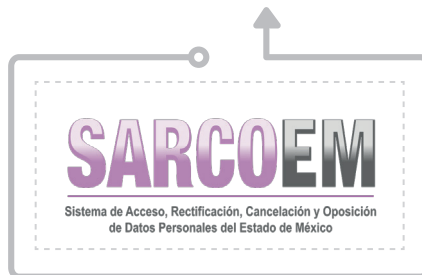 SARCOEM
Sistema de Acceso, Rectificación, Cancelación y Oposición
de Datos Personales del Estado de México